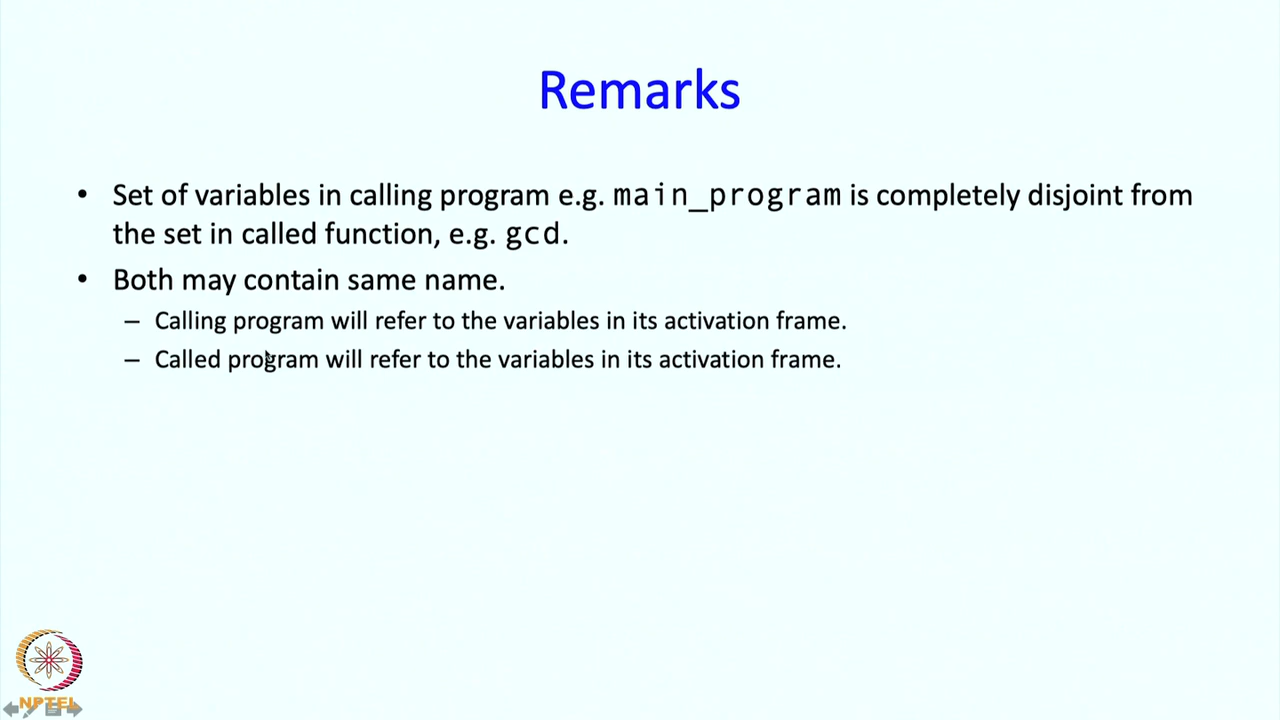 Remarks
• Set of variables in calling program e.g. main_program is completely disjoint from
the set in called function, e.g. gcd.
• Both may contain same name.
– Calling program will refer to the variables in its activation frame.
– Called program will refer to the variables in its activation frame.
NPTEL